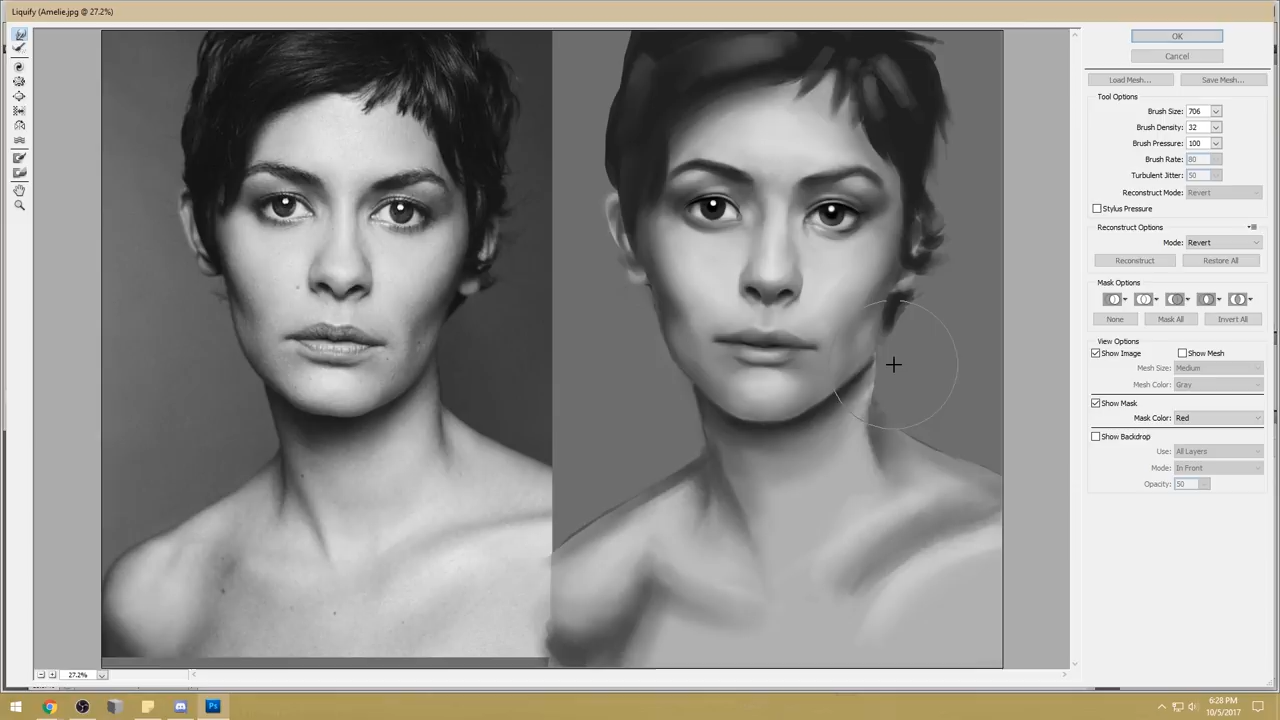 Liquify (Amelie.jpg @ 27.2%)
OK
Cancel
Load Mesh...
Save Mesh...
Tool Options
Brush Size: 706
Brush Density: 32
Brush Pressure: 100
Brush Rate: 80
Turbulent Jitter: 50
Reconstruct Mode: Revert
Stylus Pressure
Reconstruct Options
Mode: Revert
Reconstruct
Restore All
Mask Options
None
Mask All
Invert All
View Options
Show Image
Show Mesh
Mesh Size: Medium
Mesh Color: Gray
Show Mask
Mask Color: Red
Show Backdrop
Use: All Layers
Mode: In Front
Opacity: 50
27.2%
Ps
6:28 PM
10/5/2017